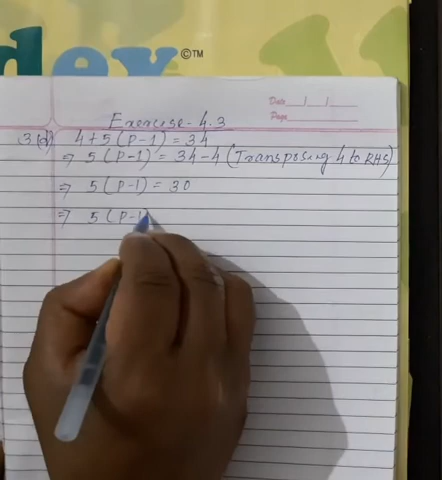 dey ©™
Date
Page
Exercise - 4.3
3(d) 4+5(P-1) = 34
⇒ 5(P-1) = 34-4 (Transposing 4 to RHS)
⇒ 5(P-1) = 30
⇒ 5(P-1)